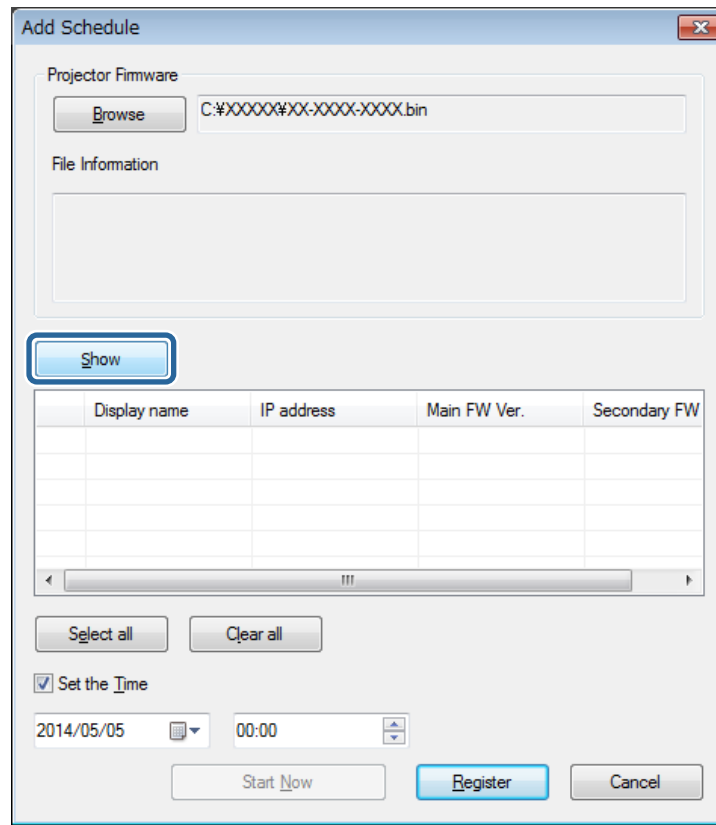 Add Schedule
Projector Firmware
Browse
C:¥XXXXX¥XX-XXXX-XXXX.bin
File Information
Show
Display name IP address Main FW Ver. Secondary FW
Select all Clear all
Set the Time
2014/05/05 00:00
Start Now Register Cancel